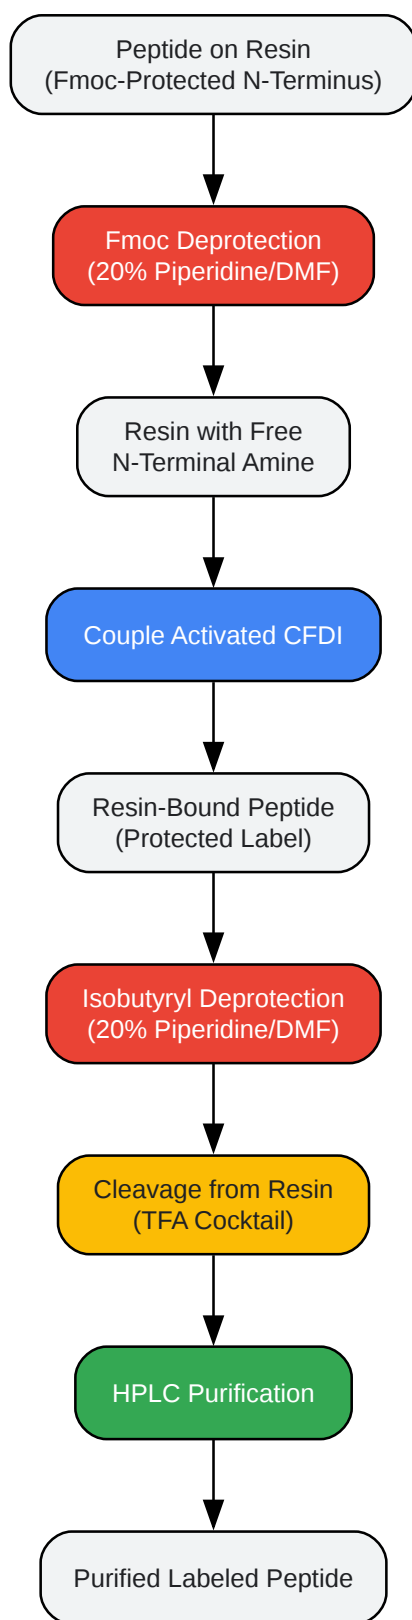 Peptide on Resin
(Fmoc-Protected N-Terminus)
Fmoc Deprotection
(20% Piperidine/DMF)
Resin with Free
N-Terminal Amine
Couple Activated CFDI
Resin-Bound Peptide
(Protected Label)
Isobutyryl Deprotection
(20% Piperidine/DMF)
Cleavage from Resin
(TFA Cocktail)
HPLC Purification
Purified Labeled Peptide